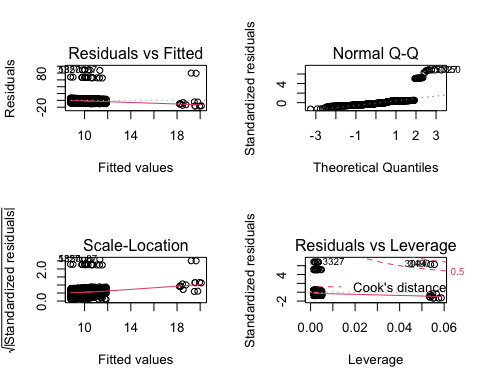 Residuals vs Fitted
Residuals
-20
80
10
14
18
Fitted values
Normal Q-Q
Standardized residuals
0
4
-3
-1
1
2
3
Theoretical Quantiles
Scale-Location
√|Standardized residuals|
0.0
2.0
10
14
18
Fitted values
Residuals vs Leverage
Standardized residuals
-2
4
3327
0.5
Cook's distance
0.00
0.02
0.04
0.06
Leverage